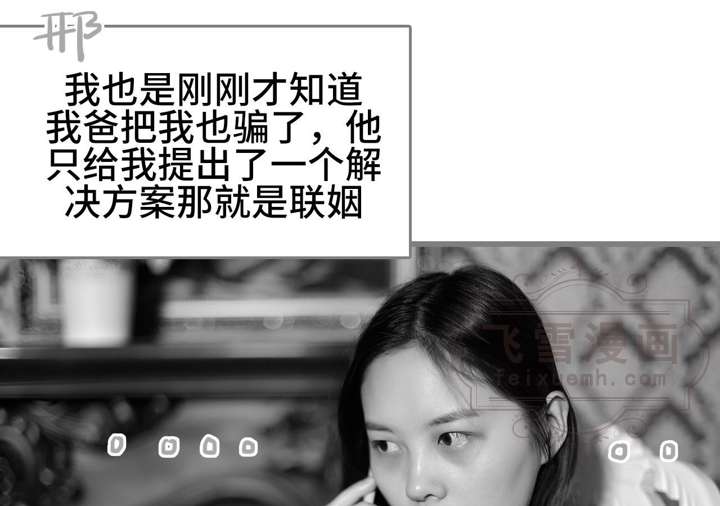 邢
我也是刚刚才知道
我爸把我也骗了，他
只给我提出了一个解
决方案那就是联姻
飞雪漫画
feixuemh.com